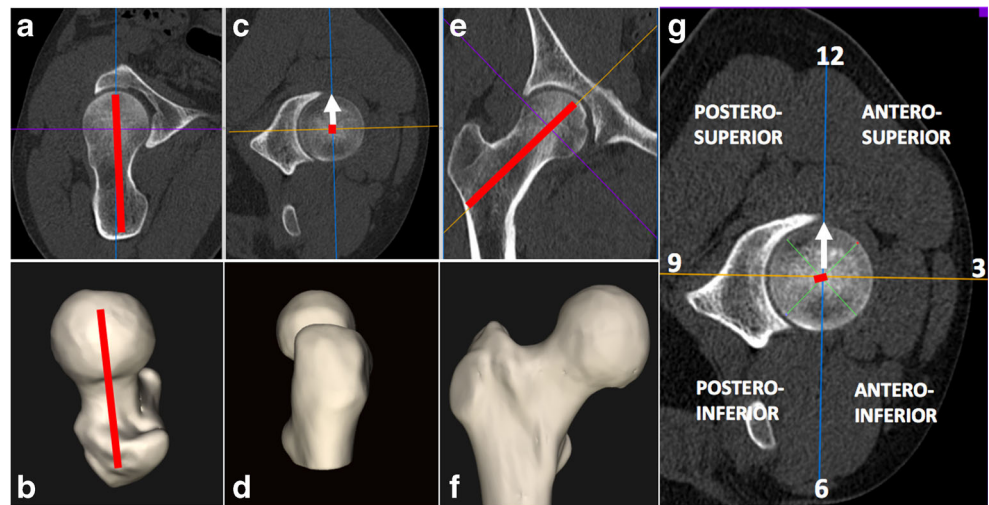 a
c
e
g
12
POSTERO-
SUPERIOR
ANTERO-
SUPERIOR
9
3
POSTERO-
INFERIOR
ANTERO-
INFERIOR
6
b
d
f